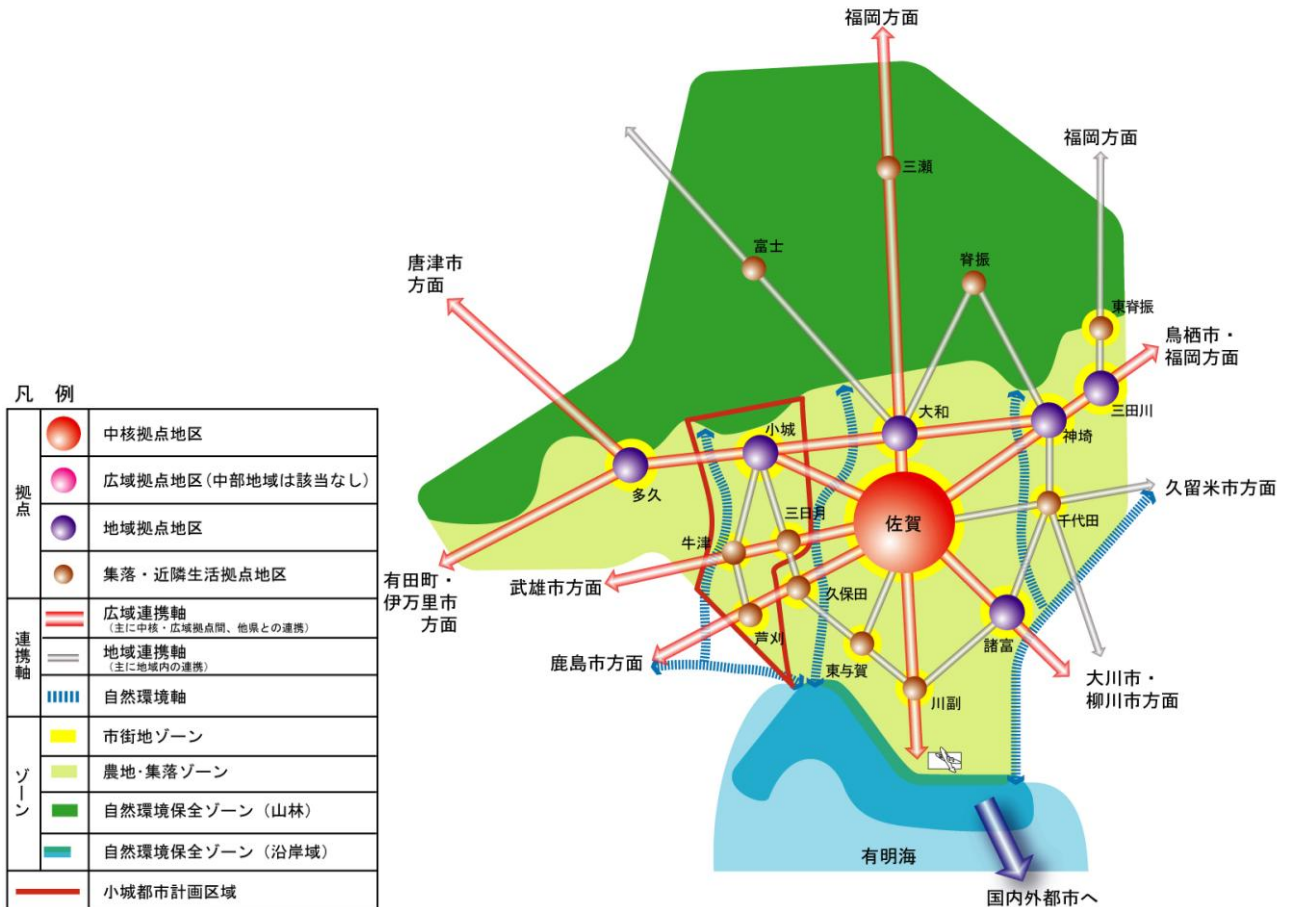 福岡方面
福岡方面
三瀬
富士
脊振
唐津市
方面
東脊振
鳥栖市・
福岡方面
三田川
大和
神埼
小城
多久
久留米市方面
千代田
佐賀
三日月
牛津
有田町・
伊万里市
方面
武雄市方面
久保田
芦刈
諸富
鹿島市方面
東与賀
川副
大川市・
柳川市方面
有明海
国内外都市へ
凡 例
拠点
中核拠点地区
広域拠点地区(中部地域は該当なし)
地域拠点地区
集落・近隣生活拠点地区
連携軸
広域連携軸
(主に中核・広域拠点間、他県との連携)
地域連携軸
(主に地域内の連携)
自然環境軸
ゾーン
市街地ゾーン
農地・集落ゾーン
自然環境保全ゾーン(山林)
自然環境保全ゾーン(沿岸域)
小城都市計画区域